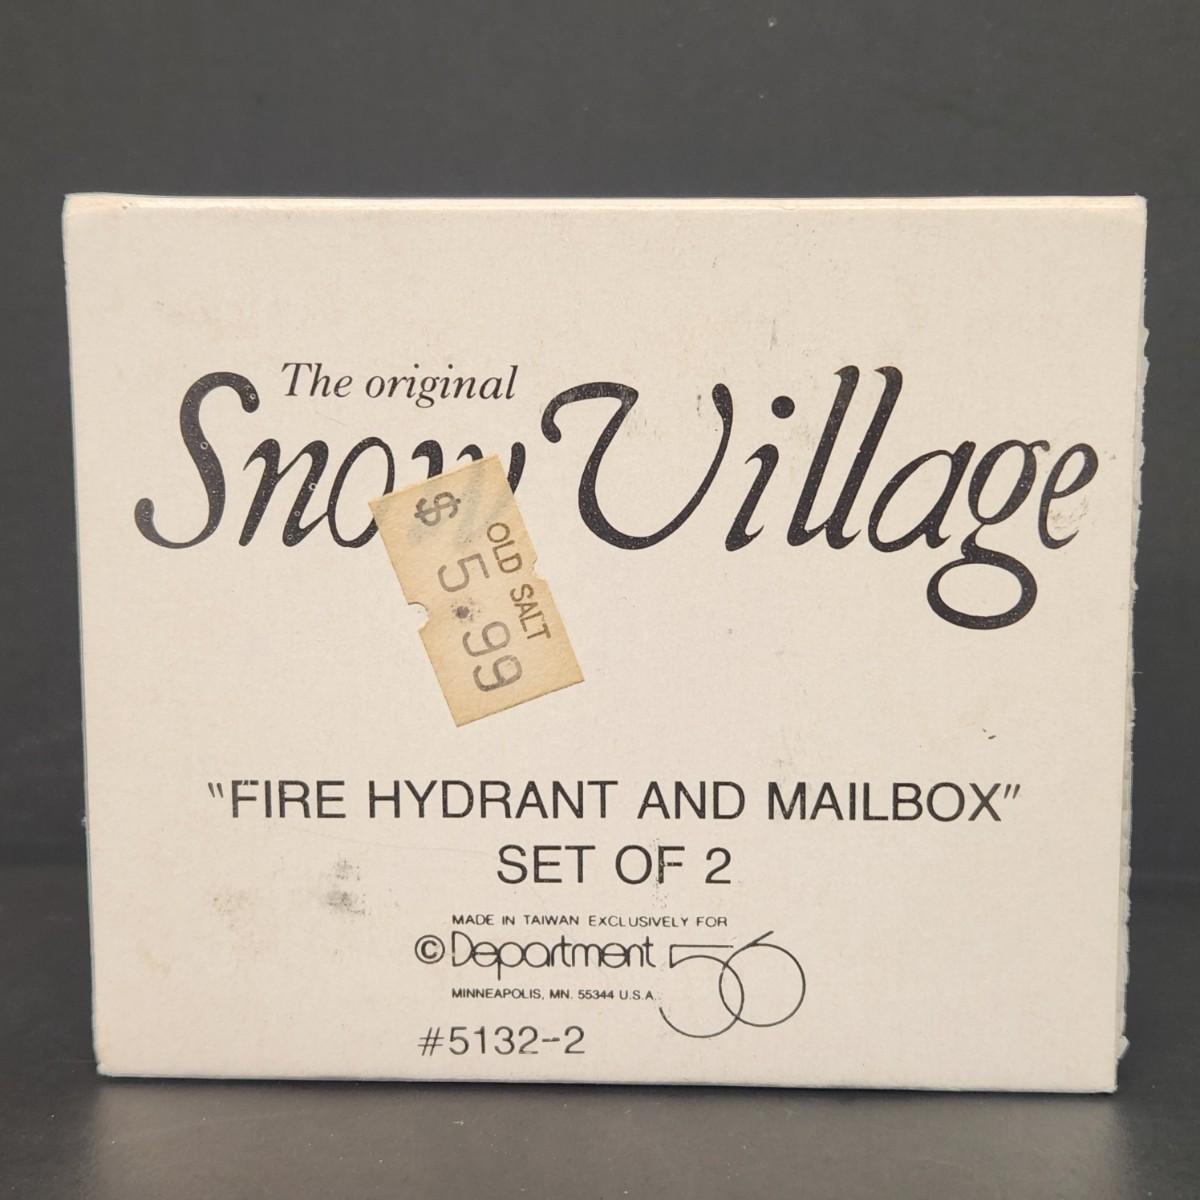 The original
Snow Village
OLD SALT
$ 5.99
"FIRE HYDRANT AND MAILBOX"
SET OF 2
MADE IN TAIWAN EXCLUSIVELY FOR
©Department 56
MINNEAPOLIS, MN. 55344 U.S.A.
#5132-2